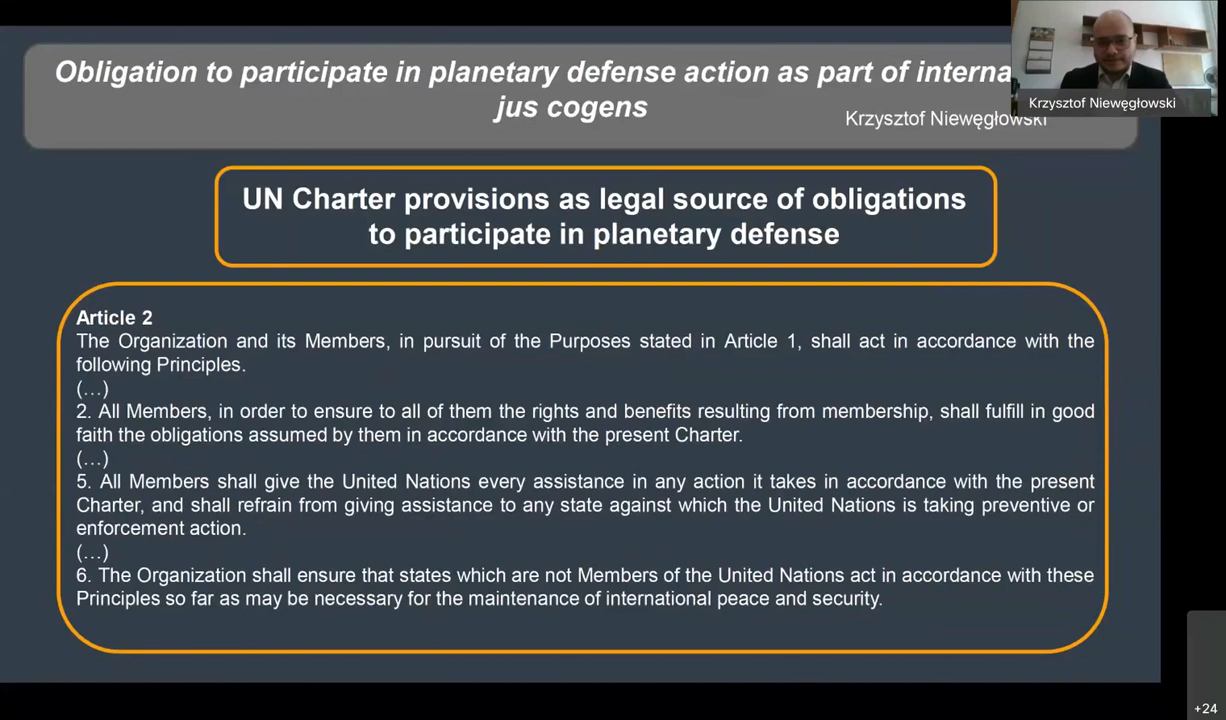 Obligation to participate in planetary defense action as part of interna
jus cogens
Krzysztof Niewęgłowski
Krzysztof Niewęgłowski
UN Charter provisions as legal source of obligations
to participate in planetary defense
Article 2
The Organization and its Members, in pursuit of the Purposes stated in Article 1, shall act in accordance with the
following Principles.
(…)
2. All Members, in order to ensure to all of them the rights and benefits resulting from membership, shall fulfill in good
faith the obligations assumed by them in accordance with the present Charter.
(…)
5. All Members shall give the United Nations every assistance in any action it takes in accordance with the present
Charter, and shall refrain from giving assistance to any state against which the United Nations is taking preventive or
enforcement action.
(…)
6. The Organization shall ensure that states which are not Members of the United Nations act in accordance with these
Principles so far as may be necessary for the maintenance of international peace and security.
+24